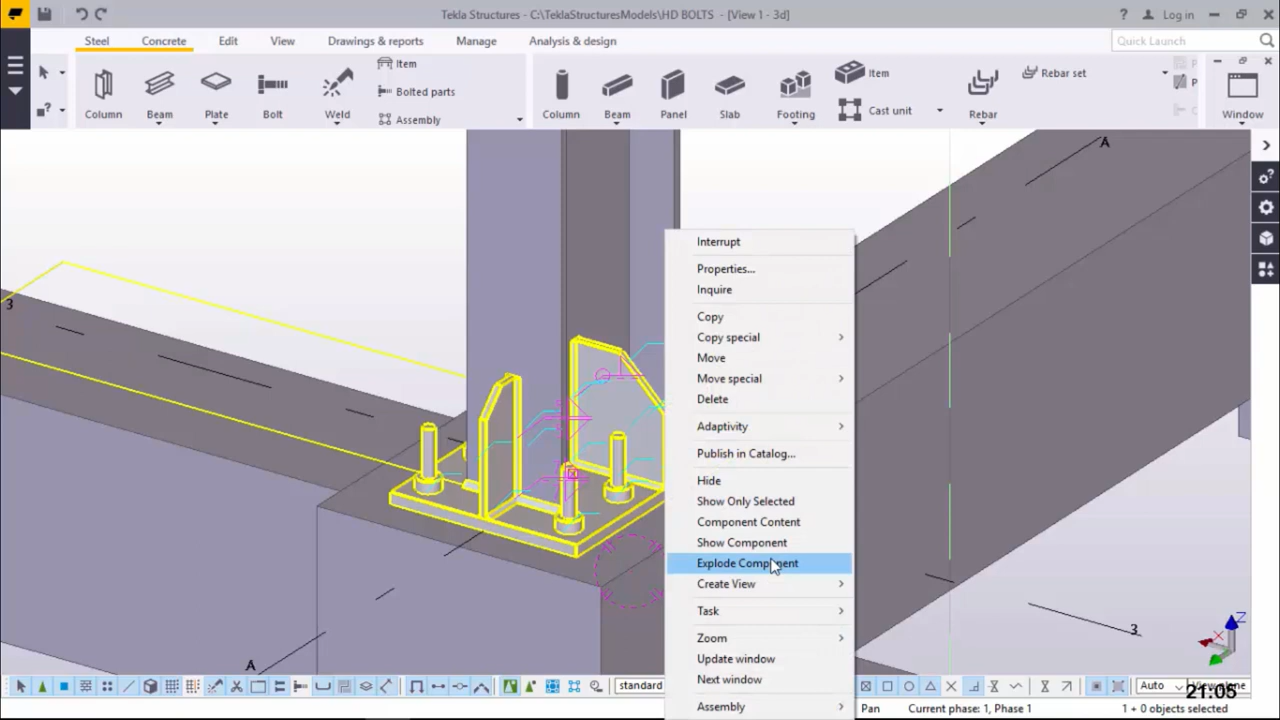 Tekla Structures - C:\TeklaStructuresModels\HD BOLTS - [View 1 - 3d]
? Log in
Steel Concrete Edit View Drawings & reports Manage Analysis & design Quick Launch
Item
Bolted parts
Assembly
Column Beam Plate Bolt Weld
Column Beam Panel Slab Footing
Item
Cast unit
Rebar
Rebar set
Window
A
3
Interrupt
Properties...
Inquire
Copy
Copy special
Move
Move special
Delete
Adaptivity
Publish in Catalog...
Hide
Show Only Selected
Component Content
Show Component
Explode Component
Create View
Task
Zoom
Update window
Next window
Assembly
3
A
Z
standard
Auto
View plane
21.05
Pan Current phase: 1, Phase 1 1 + 0 objects selected